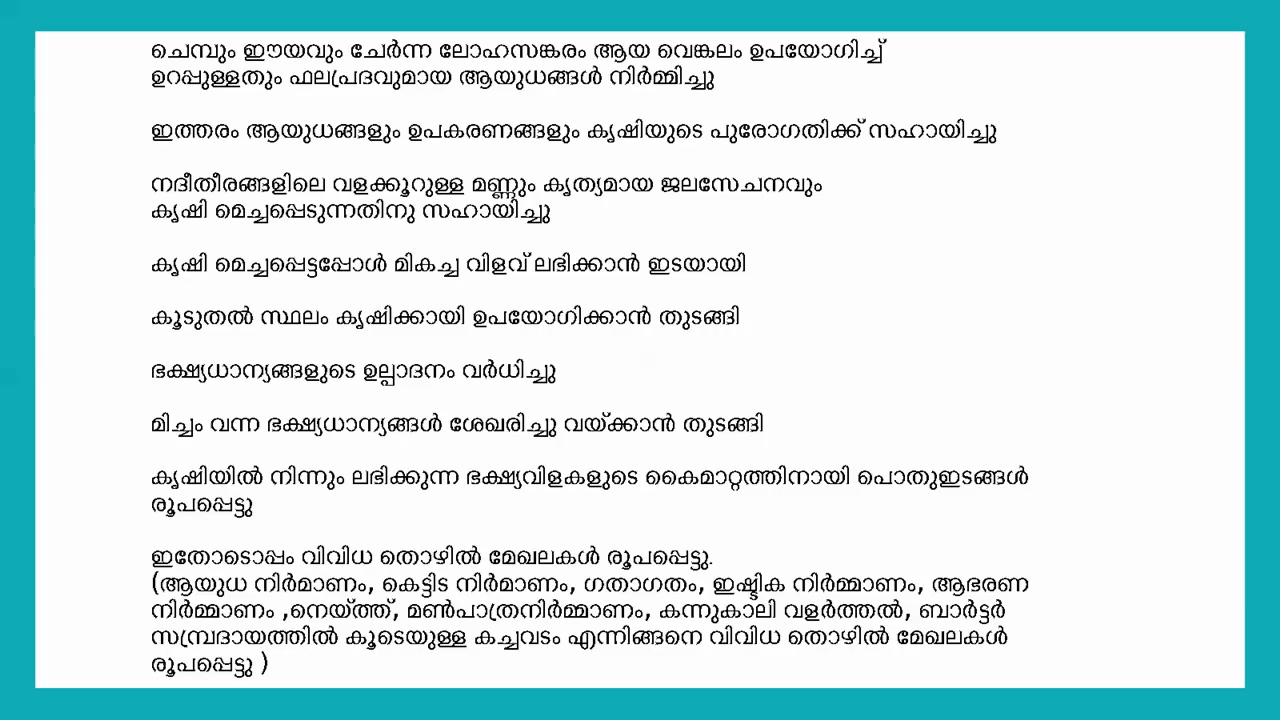 ചെമ്പും ഈയവും ചേർന്ന ലോഹസങ്കരം ആയ വെങ്കലം ഉപയോഗിച്ച്
ഉറപ്പുള്ളതും ഫലപ്രദവുമായ ആയുധങ്ങൾ നിർമ്മിച്ചു
ഇത്തരം ആയുധങ്ങളും ഉപകരണങ്ങളും കൃഷിയുടെ പുരോഗതിക്ക് സഹായിച്ചു
നദീതീരങ്ങളിലെ വളക്കൂറുള്ള മണ്ണും കൃത്യമായ ജലസേചനവും
കൃഷി മെച്ചപ്പെടുന്നതിനു സഹായിച്ചു
കൃഷി മെച്ചപ്പെട്ടപ്പോൾ മികച്ച വിളവ് ലഭിക്കാൻ ഇടയായി
കൂടുതൽ സ്ഥലം കൃഷിക്കായി ഉപയോഗിക്കാൻ തുടങ്ങി
ഭക്ഷ്യധാന്യങ്ങളുടെ ഉല്പാദനം വർധിച്ചു
മിച്ചം വന്ന ഭക്ഷ്യധാന്യങ്ങൾ ശേഖരിച്ചു വയ്ക്കാൻ തുടങ്ങി
കൃഷിയിൽ നിന്നും ലഭിക്കുന്ന ഭക്ഷ്യവിളകളുടെ കൈമാറ്റത്തിനായി പൊതുഇടങ്ങൾ
രൂപപ്പെട്ടു
ഇതോടൊപ്പം വിവിധ തൊഴിൽ മേഖലകൾ രൂപപ്പെട്ടു.
(ആയുധ നിർമാണം, കെട്ടിട നിർമാണം, ഗതാഗതം, ഇഷ്ടിക നിർമ്മാണം, ആഭരണ
നിർമ്മാണം ,നെയ്ത്ത്, മൺപാത്രനിർമ്മാണം, കന്നുകാലി വളർത്തൽ, ബാർട്ടർ
സമ്പ്രദായത്തിൽ കൂടെയുള്ള കച്ചവടം എന്നിങ്ങനെ വിവിധ തൊഴിൽ മേഖലകൾ
രൂപപ്പെട്ടു )